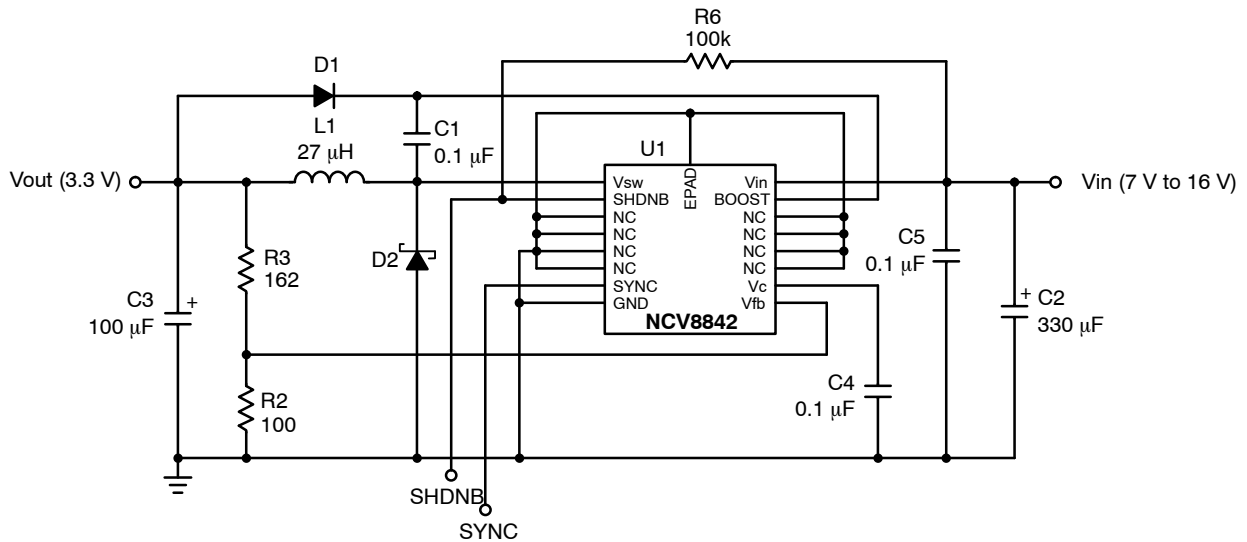 R6
100k
D1
L1
27 μH
C1
0.1 μF
U1
Vout (3.3 V)
Vin (7 V to 16 V)
EPAD
Vsw
SHDNB
NC
NC
NC
NC
SYNC
GND
Vin
BOOST
NC
NC
NC
NC
Vc
Vfb
NCV8842
R3
162
D2
C3
+
100 μF
C5
0.1 μF
+
C2
330 μF
R2
100
C4
0.1 μF
SHDNB
SYNC